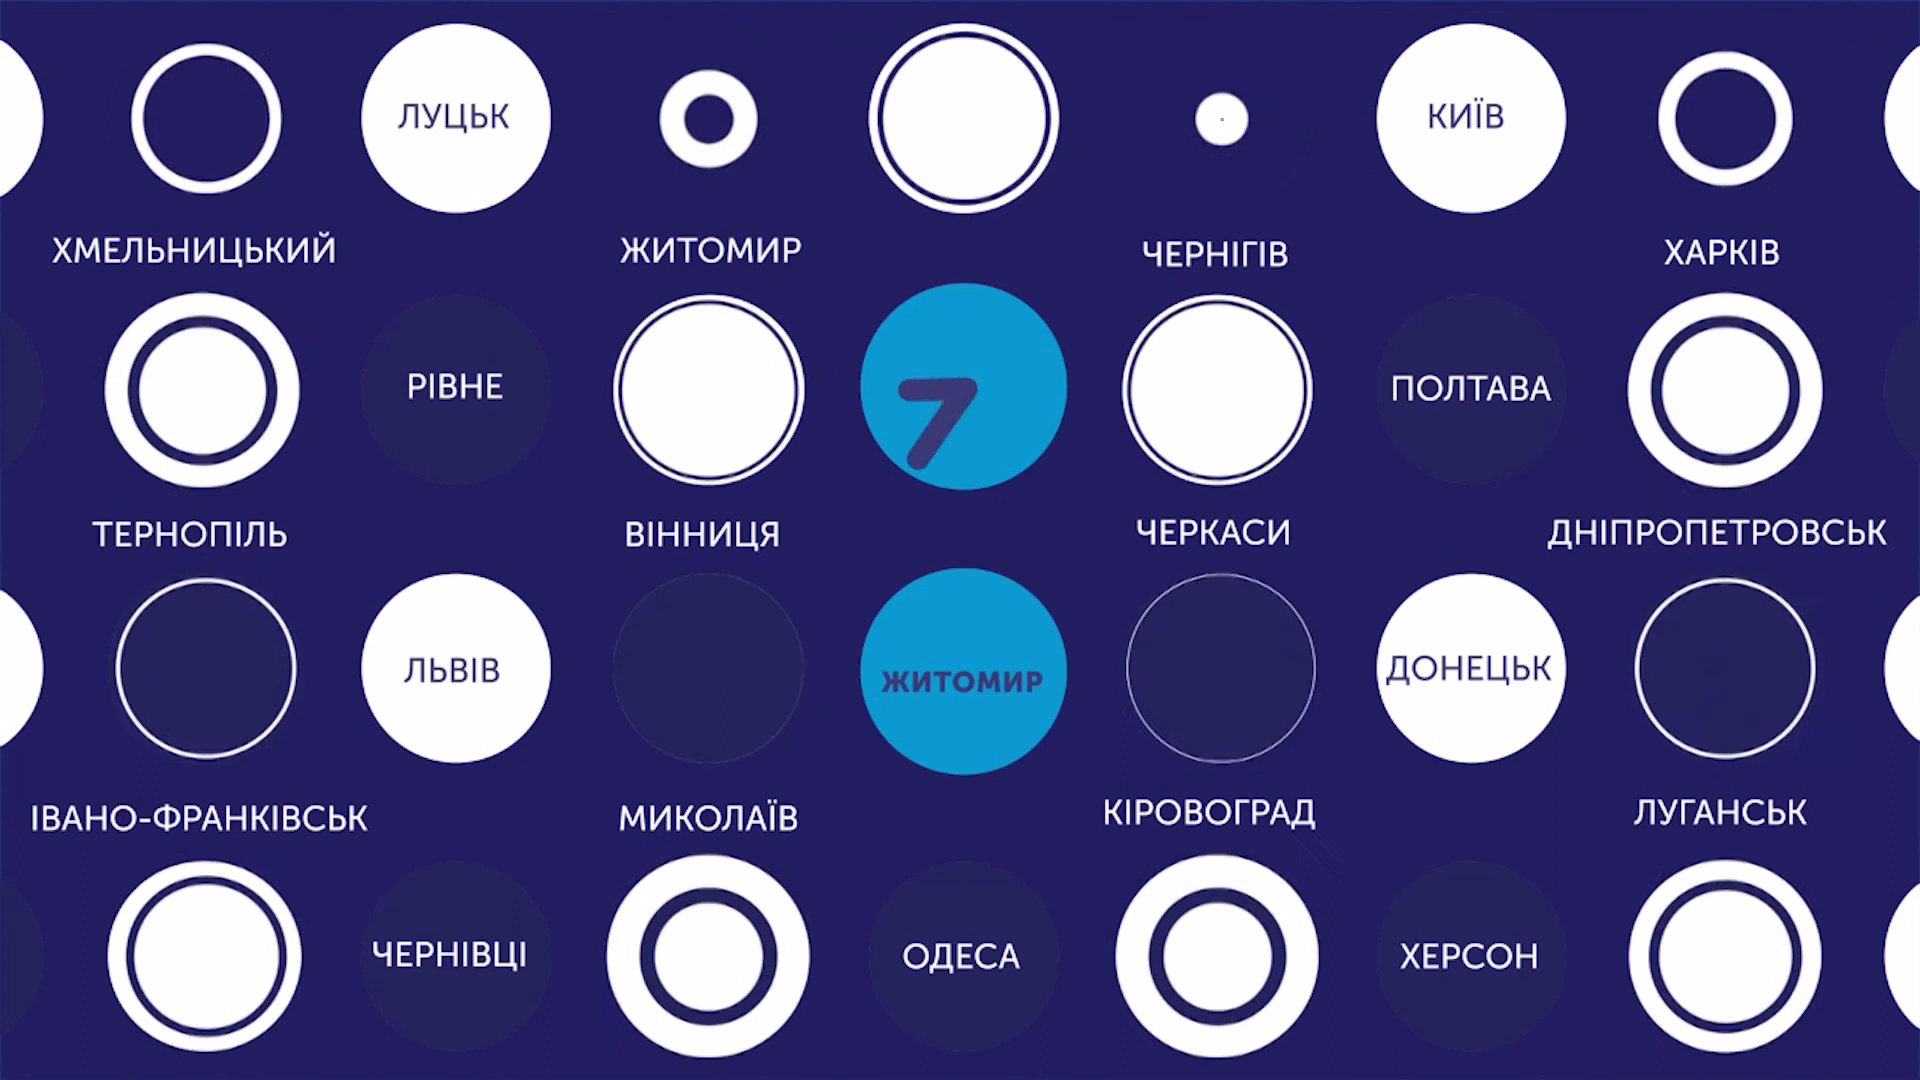 ЛУЦЬК
КИЇВ
ХМЕЛЬНИЦЬКИЙ
ЖИТОМИР
ЧЕРНІГІВ
ХАРКІВ
РІВНЕ
7
ПОЛТАВА
ТЕРНОПІЛЬ
ВІННИЦЯ
ЧЕРКАСИ
ДНІПРОПЕТРОВСЬК
ЛЬВІВ
ЖИТОМИР
ДОНЕЦЬК
ІВАНО-ФРАНКІВСЬК
МИКОЛАЇВ
КІРОВОГРАД
ЛУГАНСЬК
ЧЕРНІВЦІ
ОДЕСА
ХЕРСОН